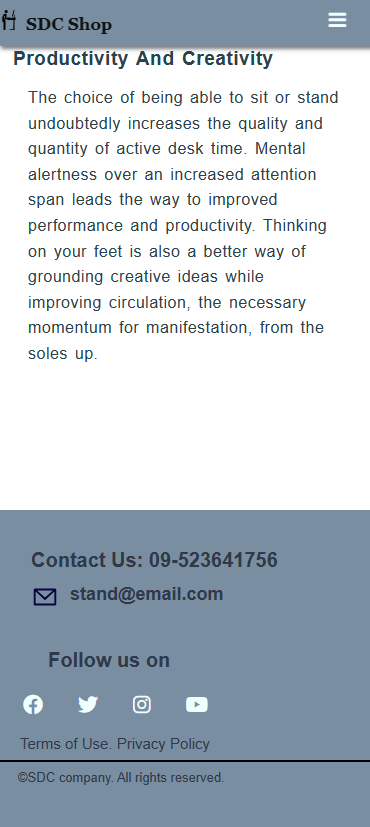 SDC Shop
Productivity And Creativity
The choice of being able to sit or stand
undoubtedly increases the quality and
quantity of active desk time. Mental
alertness over an increased attention
span leads the way to improved
performance and productivity. Thinking
on your feet is also a better way of
grounding creative ideas while
improving circulation, the necessary
momentum for manifestation, from the
soles up.
Contact Us: 09-523641756
stand@email.com
Follow us on
Terms of Use. Privacy Policy
©SDC company. All rights reserved.